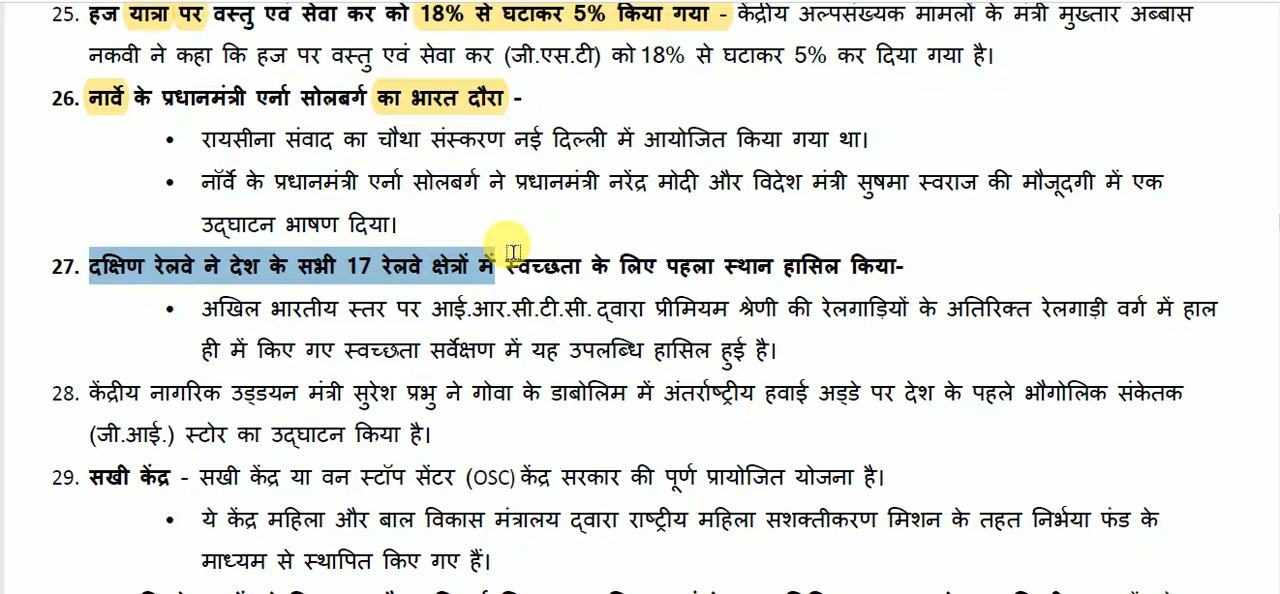 25. हज यात्रा पर वस्तु एवं सेवा कर को 18% से घटाकर 5% किया गया - केंद्रीय अल्पसंख्यक मामलों के मंत्री मुख्तार अब्बास
नकवी ने कहा कि हज पर वस्तु एवं सेवा कर (जी.एस.टी) को 18% से घटाकर 5% कर दिया गया है।
26. नार्वे के प्रधानमंत्री एर्ना सोलबर्ग का भारत दौरा -
• रायसीना संवाद का चौथा संस्करण नई दिल्ली में आयोजित किया गया था।
• नॉर्वे के प्रधानमंत्री एर्ना सोलबर्ग ने प्रधानमंत्री नरेंद्र मोदी और विदेश मंत्री सुषमा स्वराज की मौजूदगी में एक
उद्घाटन भाषण दिया।
27. दक्षिण रेलवे ने देश के सभी 17 रेलवे क्षेत्रों में स्वच्छता के लिए पहला स्थान हासिल किया-
• अखिल भारतीय स्तर पर आई.आर.सी.टी.सी. द्वारा प्रीमियम श्रेणी की रेलगाड़ियों के अतिरिक्त रेलगाड़ी वर्ग में हाल
ही में किए गए स्वच्छता सर्वेक्षण में यह उपलब्धि हासिल हुई है।
28. केंद्रीय नागरिक उड्डयन मंत्री सुरेश प्रभु ने गोवा के डाबोलिम में अंतर्राष्ट्रीय हवाई अड्डे पर देश के पहले भौगोलिक संकेतक
(जी.आई.) स्टोर का उद्घाटन किया है।
29. सखी केंद्र - सखी केंद्र या वन स्टॉप सेंटर (OSC) केंद्र सरकार की पूर्ण प्रायोजित योजना है।
• ये केंद्र महिला और बाल विकास मंत्रालय द्वारा राष्ट्रीय महिला सशक्तीकरण मिशन के तहत निर्भया फंड के
माध्यम से स्थापित किए गए हैं।